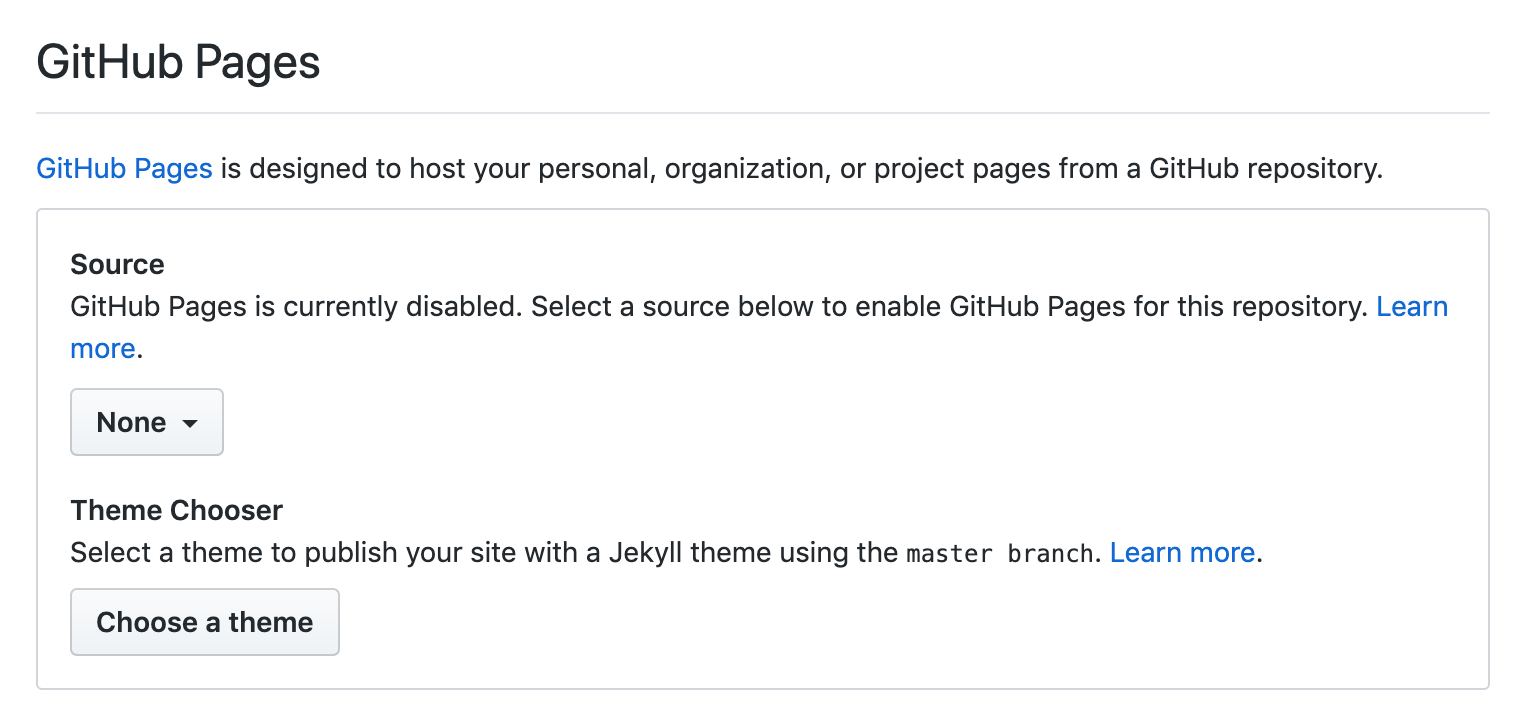 GitHub Pages
GitHub Pages is designed to host your personal, organization, or project pages from a GitHub repository.
Source
GitHub Pages is currently disabled. Select a source below to enable GitHub Pages for this repository. Learn
more.
None
Theme Chooser
Select a theme to publish your site with a Jekyll theme using the master branch. Learn more.
Choose a theme